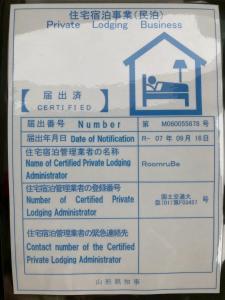 住宅宿泊事業(民泊)
Private Lodging Business
【 届出済 】
CERTIFIED
届出番号 Number 第 M060055678 号
届出年月日 Date of Notification R- 07 年 09 月 16 日
住宅宿泊管理業者の名称
Name of Certified Private Lodging
Administrator
RoomruBe
住宅宿泊管理業者の登録番号
Number of Certified Private
Lodging Administrator
国土交通大
臣(01)第F03451 号
住宅宿泊管理業者の緊急連絡先
Contact number of the Certified
Private Lodging Administrator
山形県知事